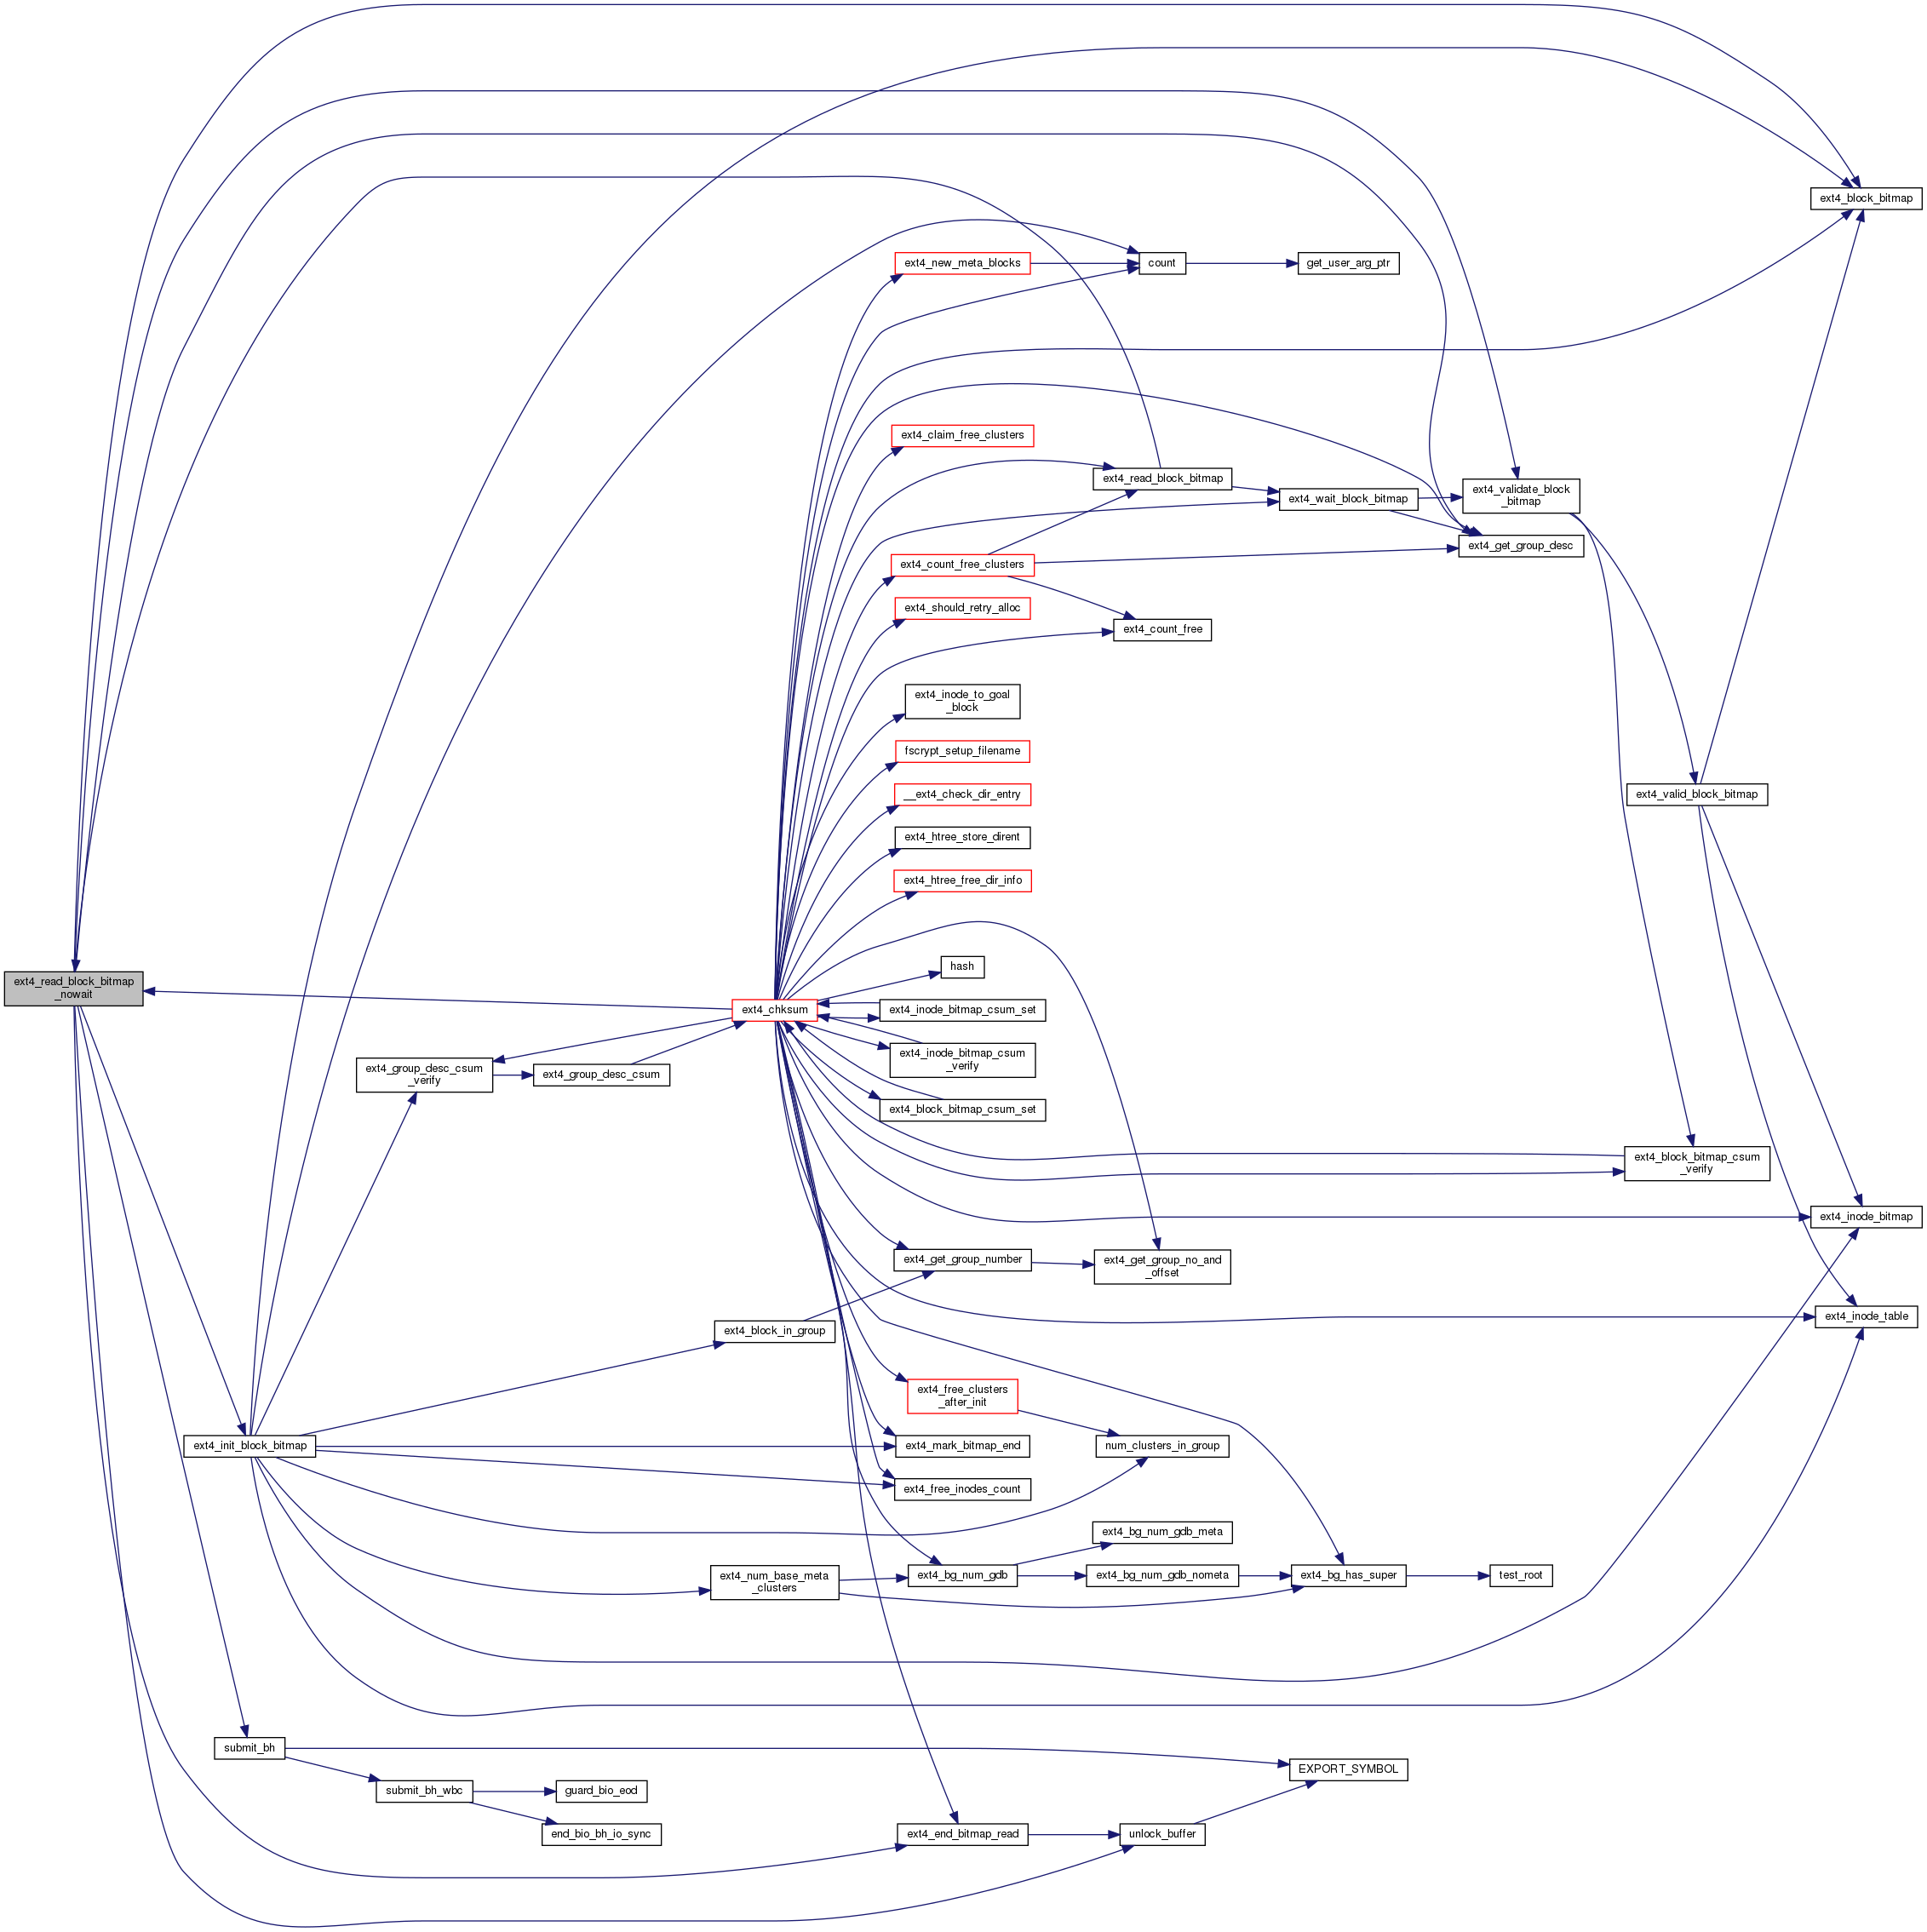 ext4_block_bitmap
ext4_new_meta_blocks
count
get_user_arg_ptr
ext4_claim_free_clusters
ext4_read_block_bitmap
ext4_wait_block_bitmap
ext4_validate_block
_bitmap
ext4_get_group_desc
ext4_count_free_clusters
ext4_should_retry_alloc
ext4_count_free
ext4_inode_to_goal
_block
fscrypt_setup_filename
__ext4_check_dir_entry
ext4_valid_block_bitmap
ext4_htree_store_dirent
ext4_htree_free_dir_info
hash
ext4_read_block_bitmap
_nowait
ext4_chksum
ext4_inode_bitmap_csum_set
ext4_inode_bitmap_csum
_verify
ext4_group_desc_csum
_verify
ext4_group_desc_csum
ext4_block_bitmap_csum_set
ext4_block_bitmap_csum
_verify
ext4_inode_bitmap
ext4_get_group_number
ext4_get_group_no_and
_offset
ext4_inode_table
ext4_block_in_group
ext4_free_clusters
_after_init
ext4_init_block_bitmap
ext4_mark_bitmap_end
num_clusters_in_group
ext4_free_inodes_count
ext4_bg_num_gdb_meta
ext4_num_base_meta
_clusters
ext4_bg_num_gdb
ext4_bg_num_gdb_nometa
ext4_bg_has_super
test_root
submit_bh
EXPORT_SYMBOL
submit_bh_wbc
guard_bio_eod
end_bio_bh_io_sync
ext4_end_bitmap_read
unlock_buffer